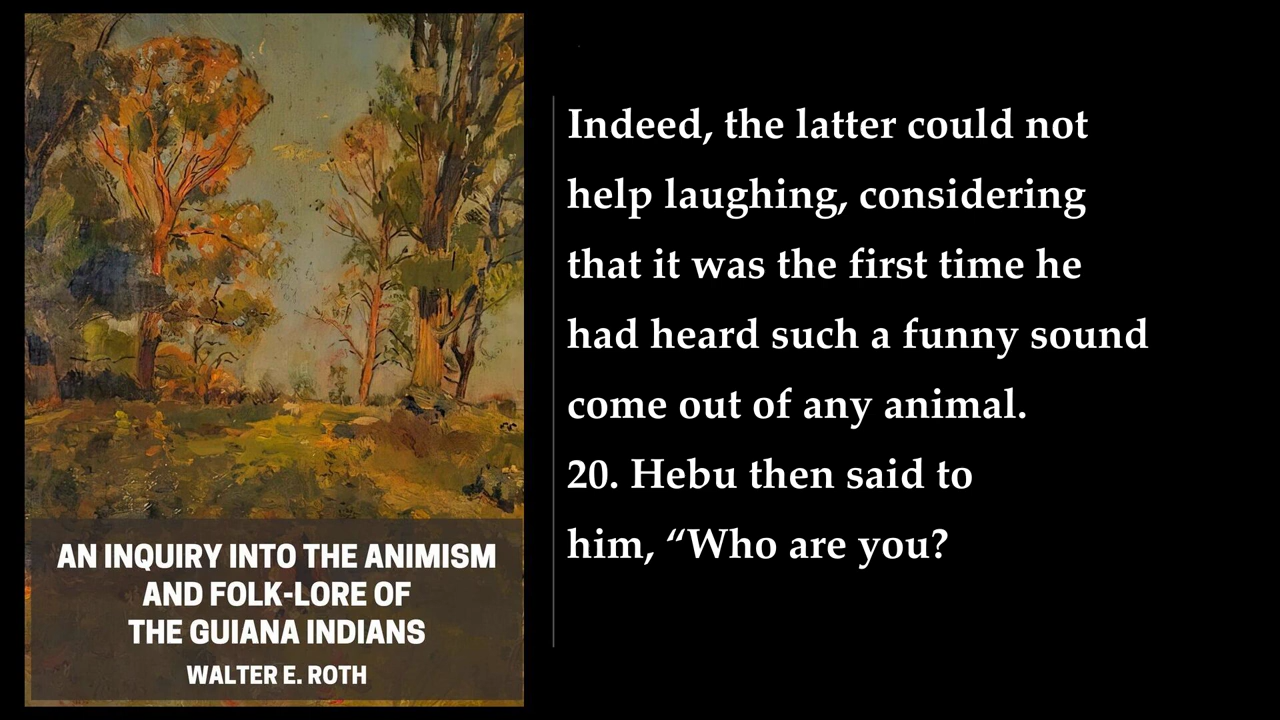 Indeed, the latter could not
help laughing, considering
that it was the first time he
had heard such a funny sound
come out of any animal.
20. Hebu then said to
him, “Who are you?
AN INQUIRY INTO THE ANIMISM
AND FOLK-LORE OF
THE GUIANA INDIANS
WALTER E. ROTH